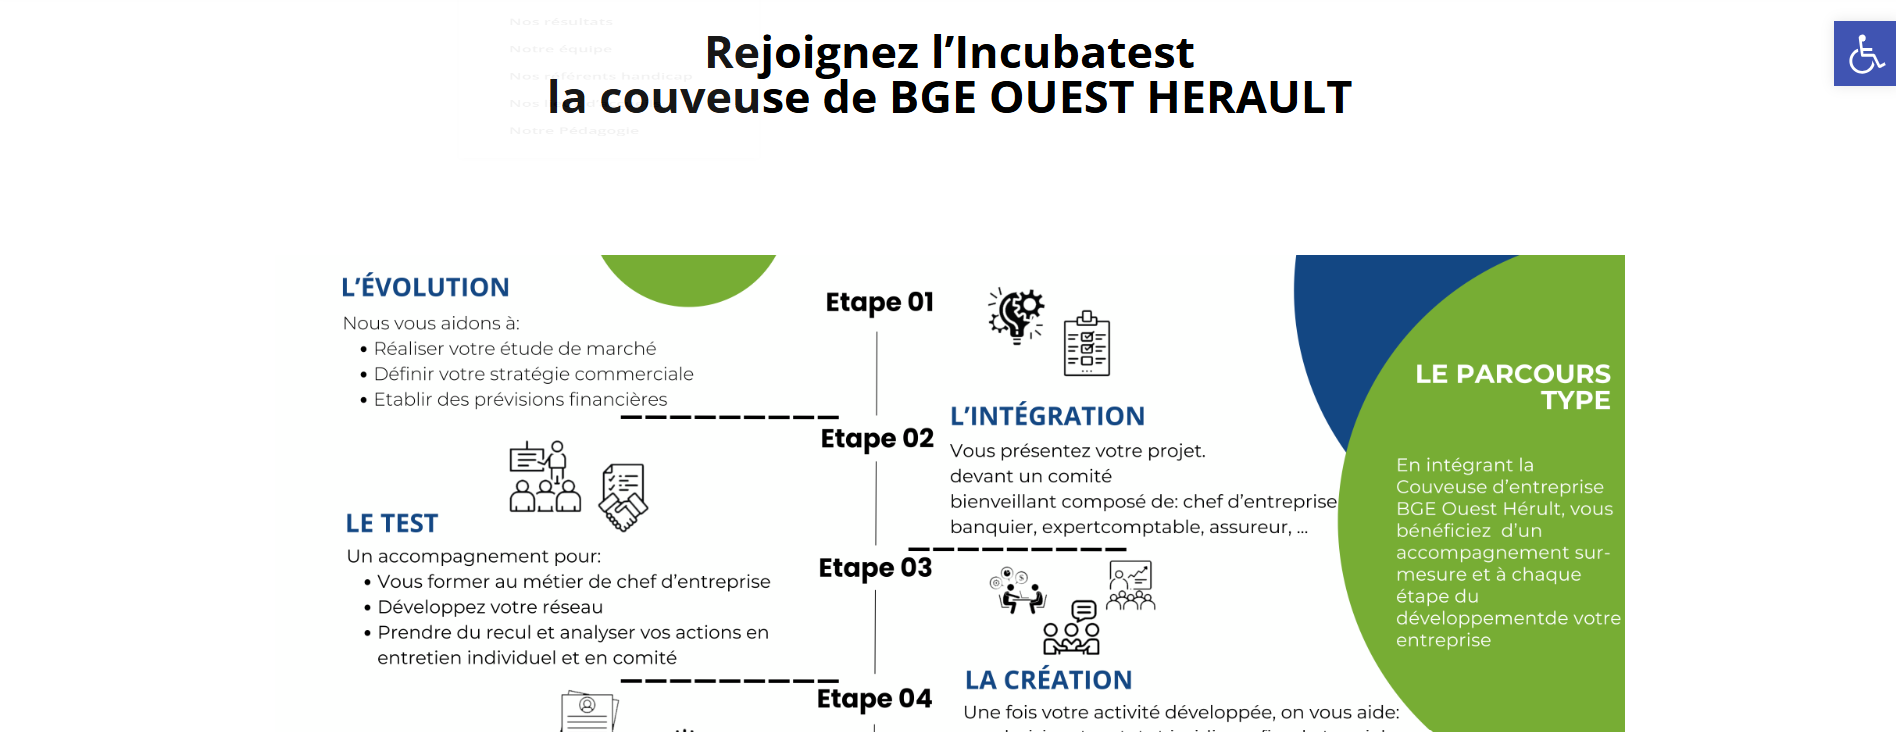 Nos résultats
Notre équipe
Nos référents handicap
Notre Pédagogie
Rejoignez l’Incubatest
la couveuse de BGE OUEST HERAULT
L’ÉVOLUTION
Nous vous aidons à:
• Réaliser votre étude de marché
• Définir votre stratégie commerciale
• Etablir des prévisions financières
Etape 01
Etape 02
L’INTÉGRATION
Vous présentez votre projet.
devant un comité
bienveillant composé de: chef d’entreprise
banquier, expertcomptable, assureur, ...
LE TEST
Un accompagnement pour:
• Vous former au métier de chef d’entreprise
• Développez votre réseau
• Prendre du recul et analyser vos actions en
entretien individuel et en comité
Etape 03
Etape 04
LA CRÉATION
Une fois votre activité développée, on vous aide:
LE PARCOURS
TYPE
En intégrant la
Couveuse d’entreprise
BGE Ouest Hérult, vous
bénéficiez d’un
accompagnement sur-
mesure et à chaque
étape du
développementde votre
entreprise